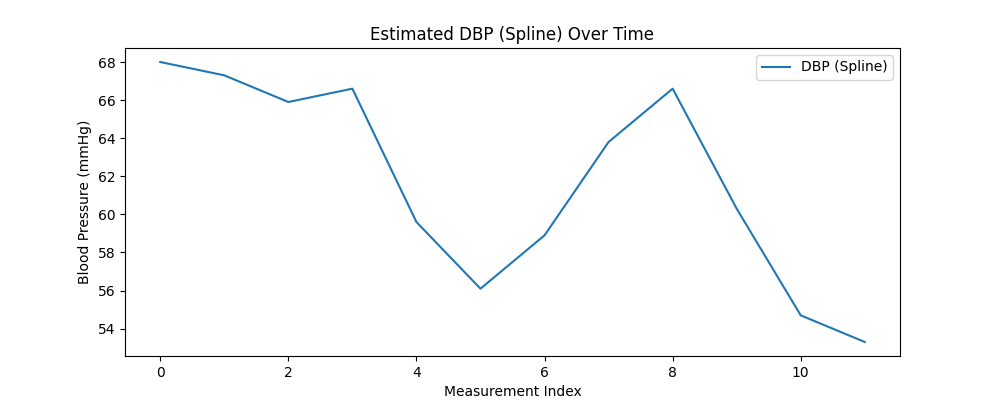 Estimated DBP (Spline) Over Time
DBP (Spline)
Blood Pressure (mmHg)
68
66
64
62
60
58
56
54
0 2 4 6 8 10
Measurement Index